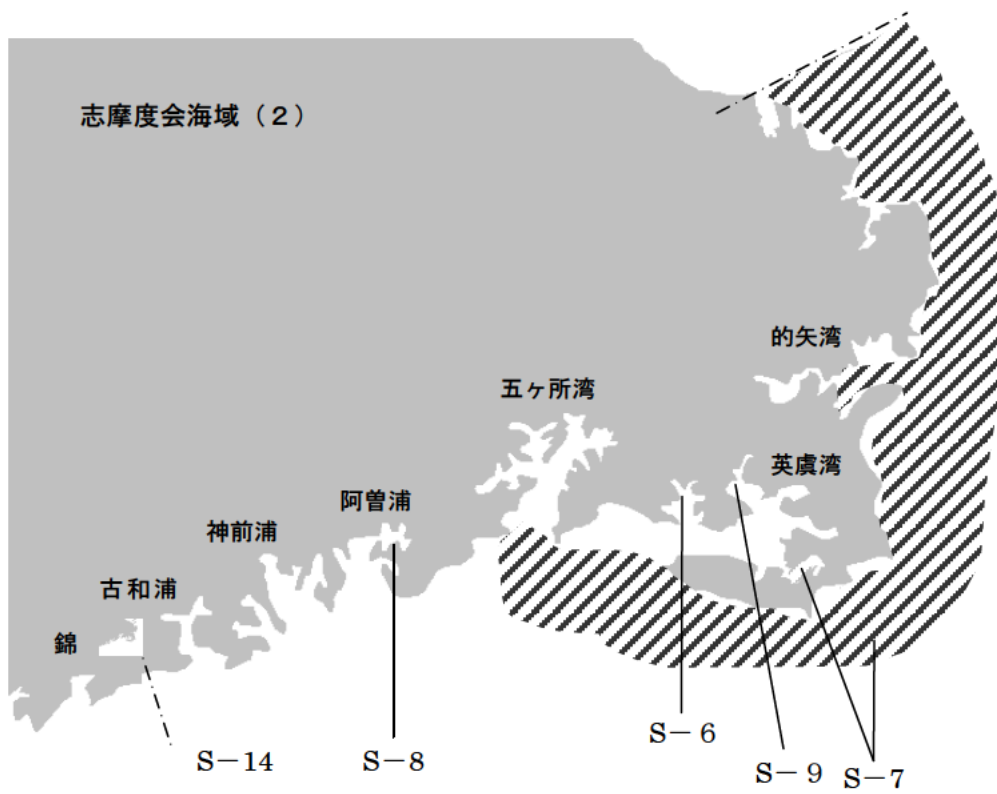 志摩度会海域（２）
的矢湾
五ヶ所湾
英虞湾
阿曽浦
神前浦
古和浦
錦
S－6
S－14
S－8
S－9
S－7